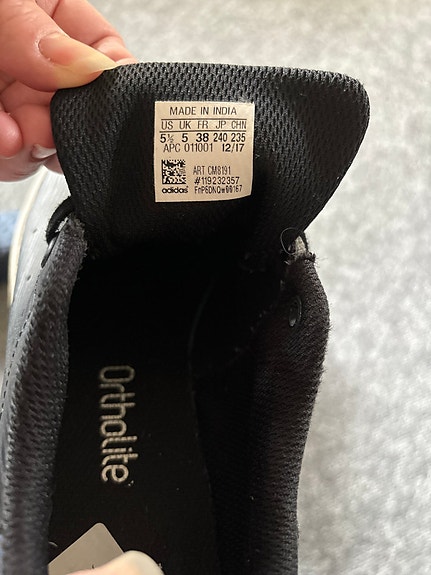 MADE IN INDIA
US UK FR JP CHN
5½ 5 38 240 235
APC 011001 12/17
ART CM8191
#119232357
adidas FnP6DNQw00167
OrthoLite